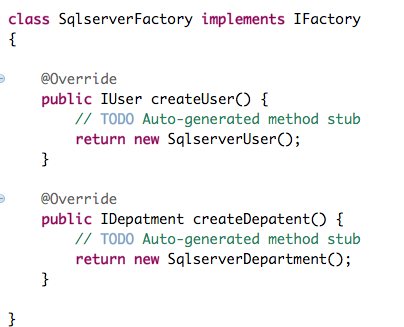 class SqlserverFactory implements IFactory
{
@Override
public IUser createUser() {
// TODO Auto-generated method stub
return new SqlserverUser();
}
@Override
public IDepatment createDepatent() {
// TODO Auto-generated method stub
return new SqlserverDepartment();
}
}